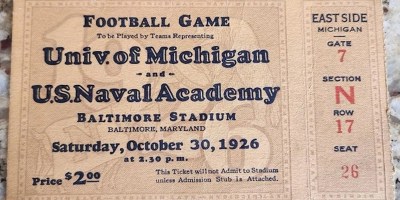 FOOTBALL GAME
To be Played by Teams Representing
Univ. of Michigan
- and -
U.S. Naval Academy
BALTIMORE STADIUM
BALTIMORE, MARYLAND
Saturday, October 30, 1926
at 2.30 p.m.
Price $2.00
This Ticket will not Admit to Stadium
unless Admission Stub is Attached.
EAST SIDE
MICHIGAN
GATE
7
SECTION
N
ROW
17
SEAT
26